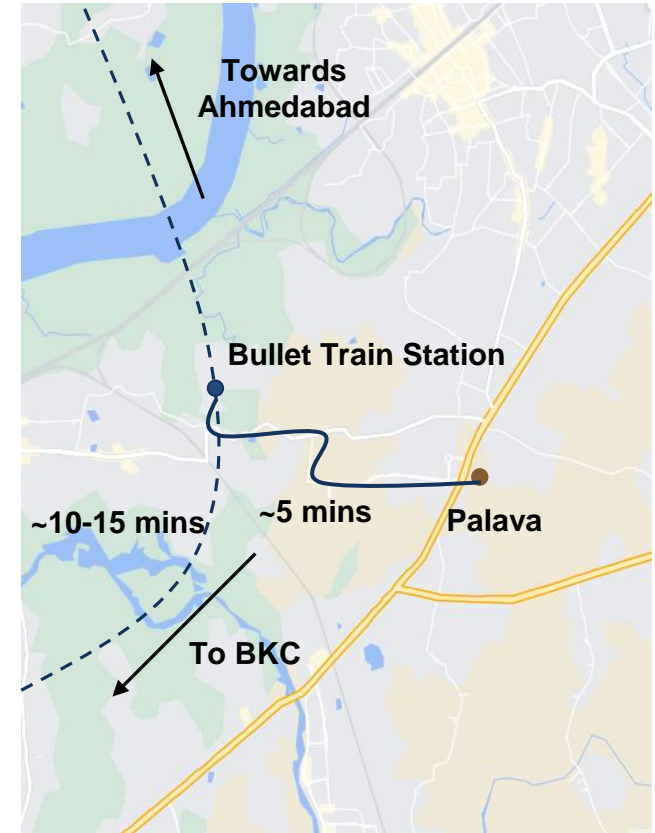 Towards
Ahmedabad
Bullet Train Station
~10-15 mins
~5 mins
Palava
To BKC